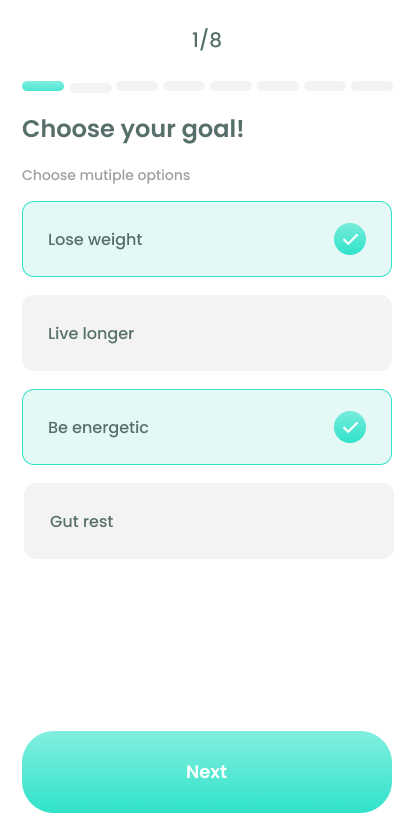 1/8
Choose your goal!
Choose mutiple options
Lose weight
Live longer
Be energetic
Gut rest
Next